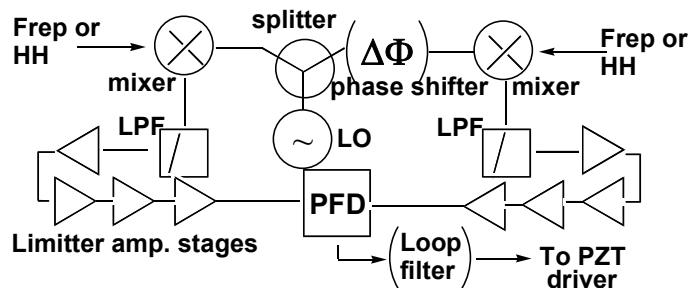 splitter
Frep or
HH
mixer
ΔΦ
phase shifter
mixer
Frep or
HH
LPF
~
LO
LPF
PFD
Limitter amp. stages
Loop
filter
To PZT
driver